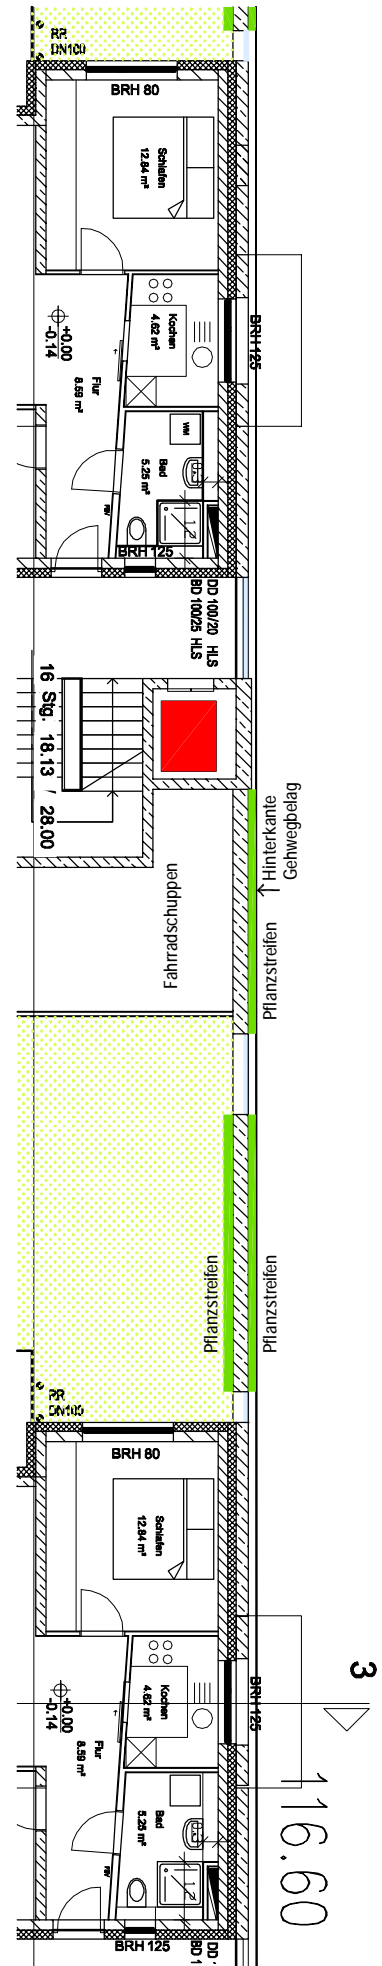 RR
DN100
BRH 80
Schlafen
12.84 m²
Kochen
4.62 m²
BRH 125
+0.00
-0.14
Flur
8.59 m²
WM
Bad
5.25 m²
BRH 125
DD 100/20 HLS
BD 100/25 HLS
16 Stg. 18.13 / 28.00
Hinterkante
Gehwegbelag
Fahrradschuppen
Pflanzstreifen
Pflanzstreifen
Pflanzstreifen
RR
DN100
BRH 80
Schlafen
12.84 m²
3
Kochen
4.62 m²
BRH 125
+0.00
-0.14
Flur
8.59 m²
116.60
Bad
5.25 m²
BRH 125
DD 1
BD 1